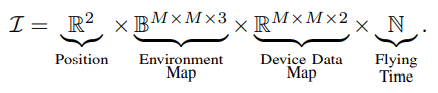 I = ℝ² × 𝔹^{M×M×3} × ℝ^{M×M×2} × ℕ .
Position Environment Map Device Data Map Flying Time